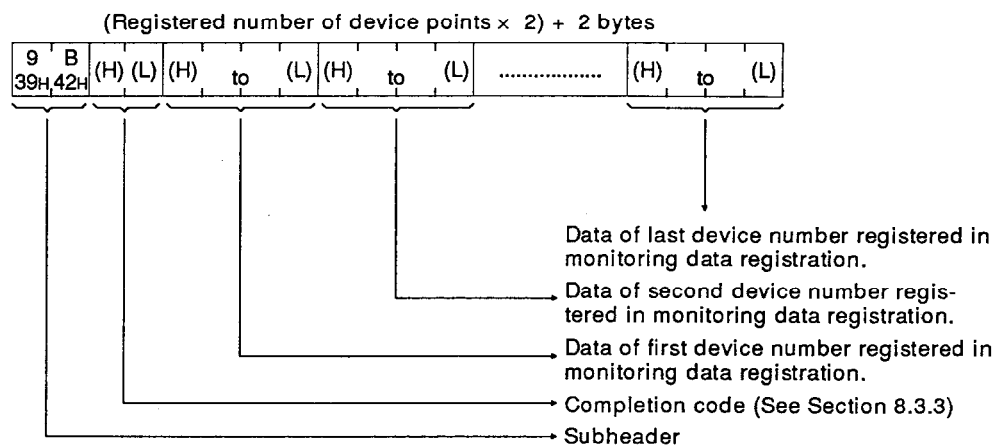 (Registered number of device points × 2) + 2 bytes
9 B (H) (L) (H) to (L) (H) to (L) .................... (H) to (L)
39H 42H
Data of last device number registered in
monitoring data registration.
Data of second device number regis-
tered in monitoring data registration.
Data of first device number registered in
monitoring data registration.
Completion code (See Section 8.3.3)
Subheader